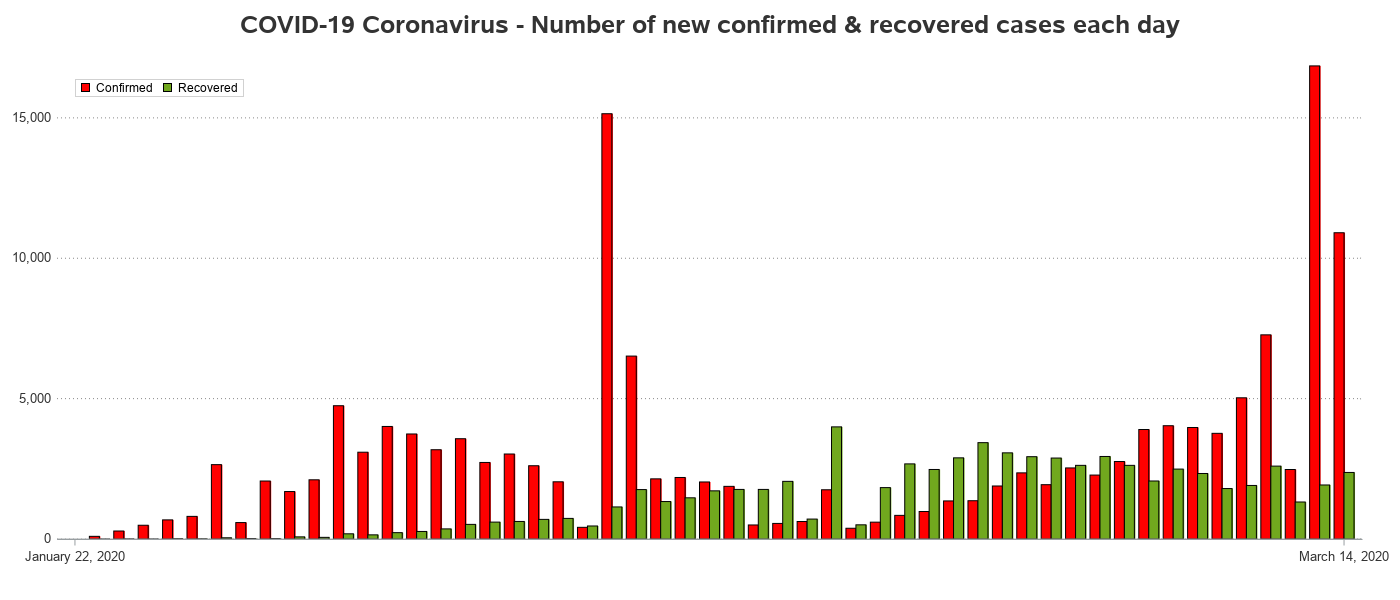 COVID-19 Coronavirus - Number of new confirmed & recovered cases each day
Confirmed Recovered
15,000
10,000
5,000
0
January 22, 2020 March 14, 2020